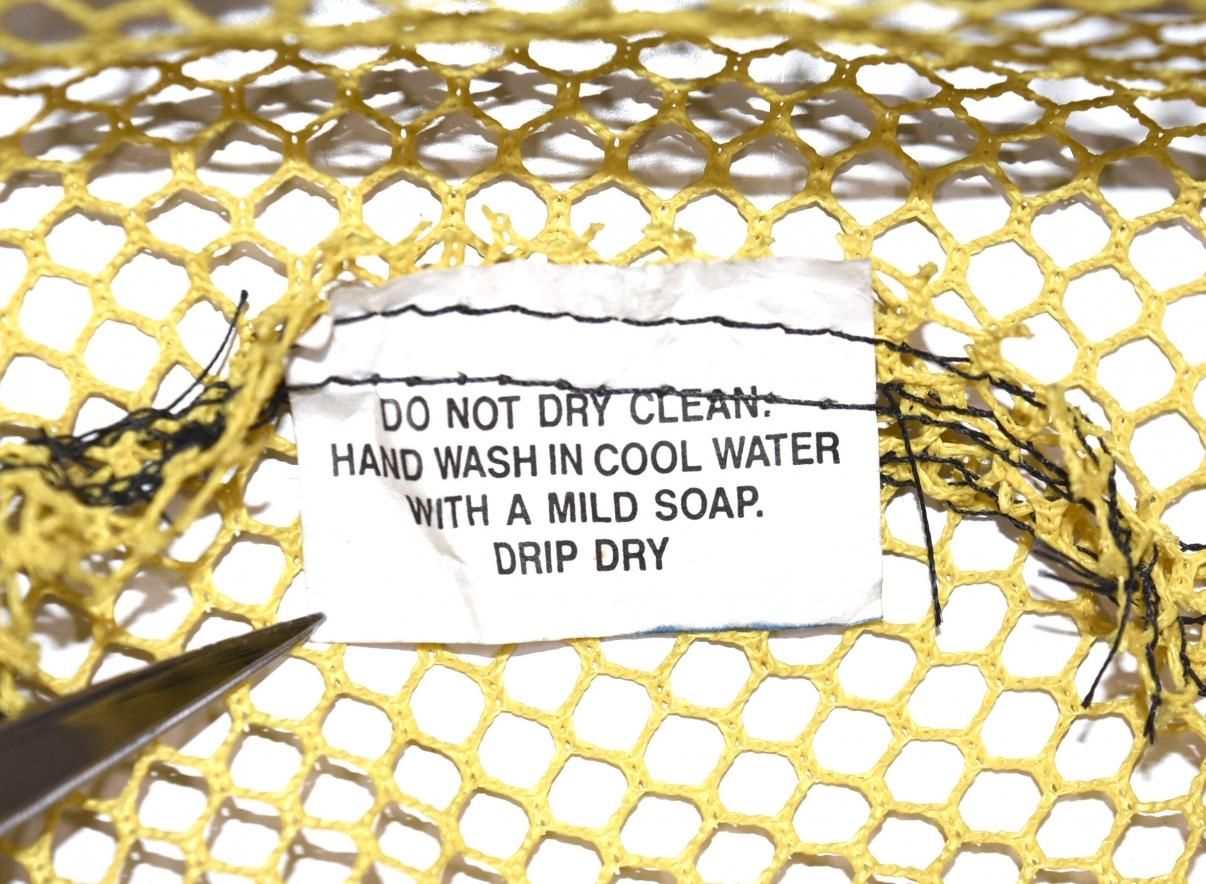 DO NOT DRY CLEAN.
HAND WASH IN COOL WATER
WITH A MILD SOAP.
DRIP DRY